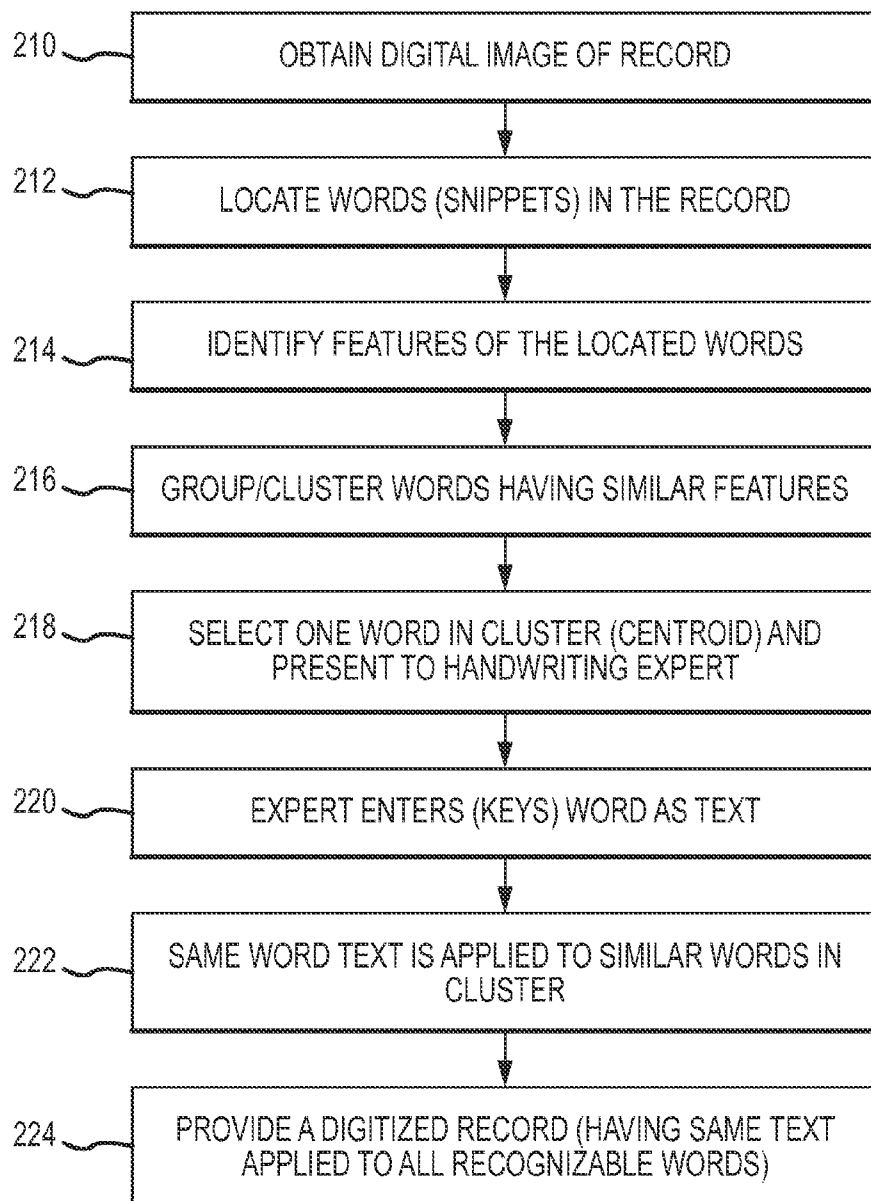 210 OBTAIN DIGITAL IMAGE OF RECORD
212 LOCATE WORDS (SNIPPETS) IN THE RECORD
214 IDENTIFY FEATURES OF THE LOCATED WORDS
216 GROUP/CLUSTER WORDS HAVING SIMILAR FEATURES
218 SELECT ONE WORD IN CLUSTER (CENTROID) AND
PRESENT TO HANDWRITING EXPERT
220 EXPERT ENTERS (KEYS) WORD AS TEXT
222 SAME WORD TEXT IS APPLIED TO SIMILAR WORDS IN
CLUSTER
224 PROVIDE A DIGITIZED RECORD (HAVING SAME TEXT
APPLIED TO ALL RECOGNIZABLE WORDS)